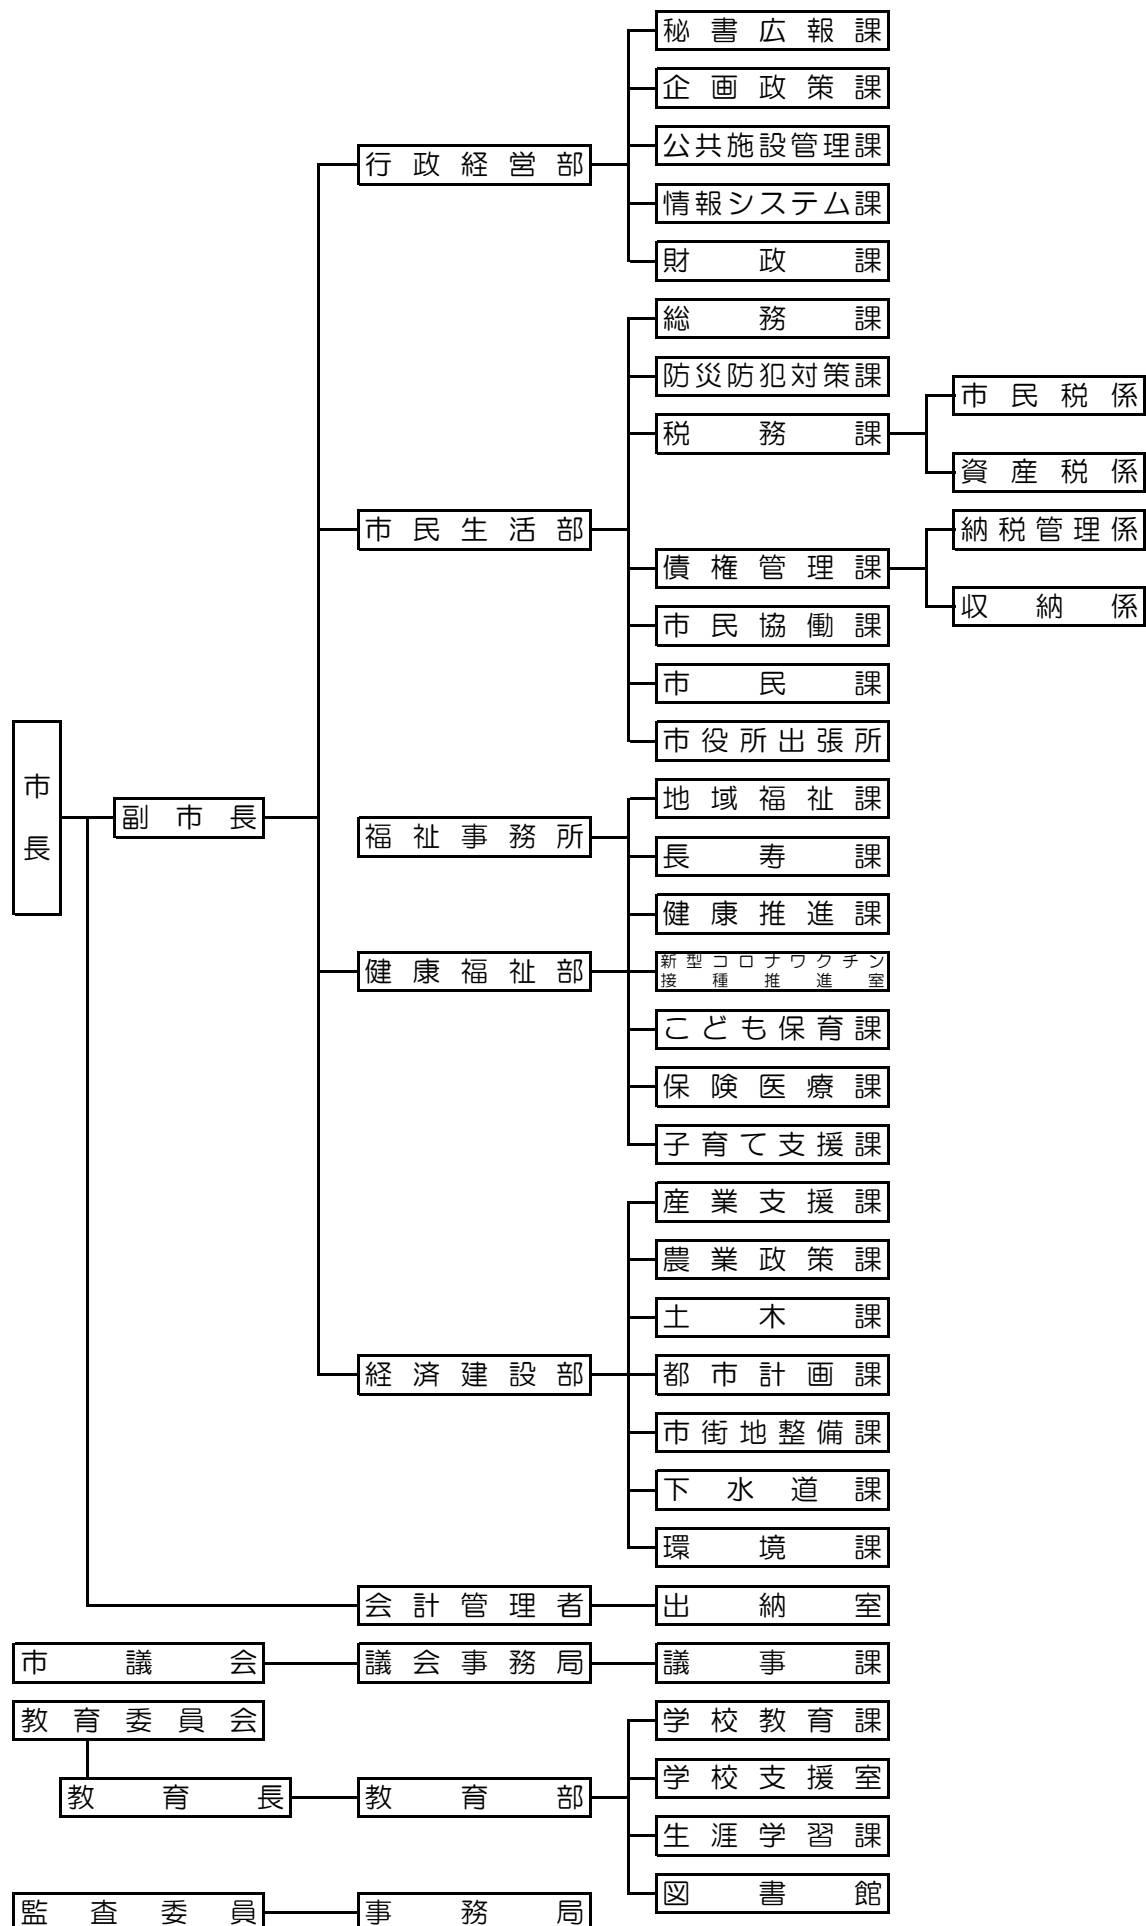 秘書広報課
企画政策課
公共施設管理課
行政経営部
情報システム課
財政課
総務課
防災防犯対策課
市民税係
税務課
資産税係
市民生活部
納税管理係
債権管理課
収納係
市民協働課
市民課
市役所出張所
市長
副市長
地域福祉課
福祉事務所
長寿課
健康推進課
健康福祉部
新型コロナワクチン
接種推進室
こども保育課
保険医療課
子育て支援課
産業支援課
農業政策課
土木課
経済建設部
都市計画課
市街地整備課
下水道課
環境課
会計管理者
出納室
市議会
議会事務局
議事課
教育委員会
学校教育課
教育長
教育部
学校支援室
生涯学習課
図書館
監査委員
事務局